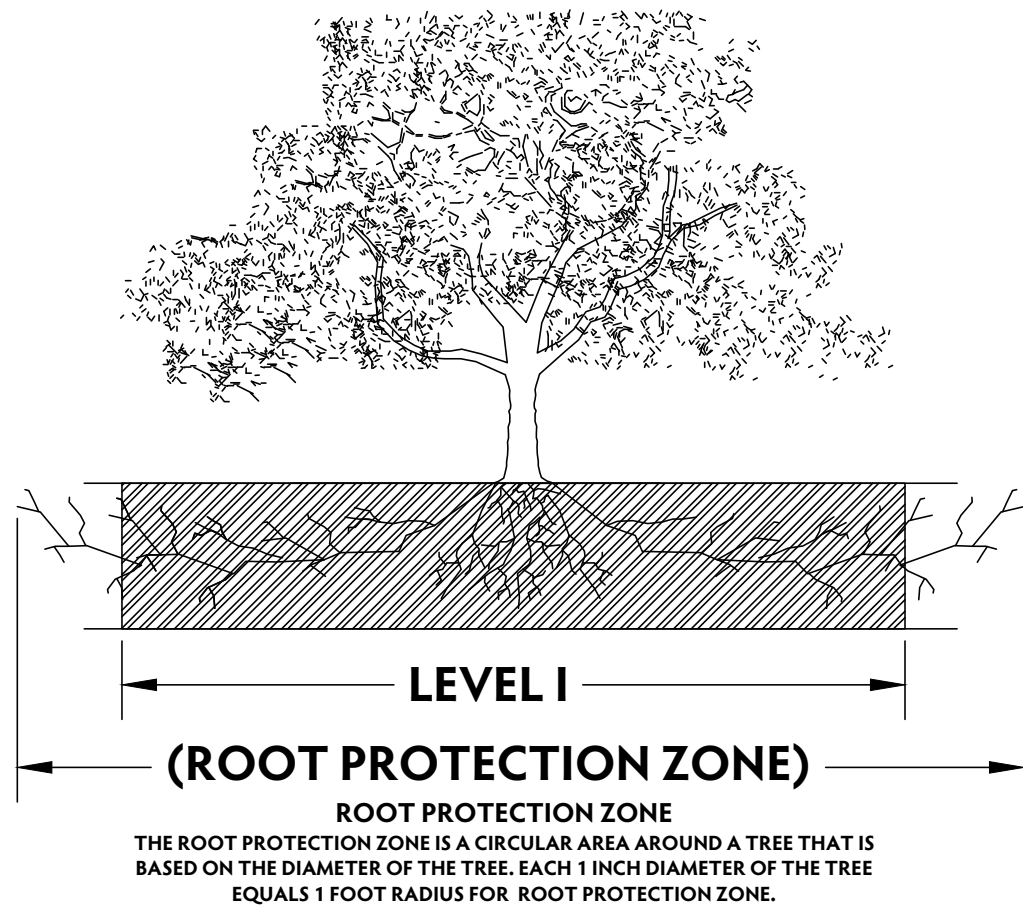 LEVEL I
(ROOT PROTECTION ZONE)
ROOT PROTECTION ZONE
THE ROOT PROTECTION ZONE IS A CIRCULAR AREA AROUND A TREE THAT IS
BASED ON THE DIAMETER OF THE TREE. EACH 1 INCH DIAMETER OF THE TREE
EQUALS 1 FOOT RADIUS FOR ROOT PROTECTION ZONE.